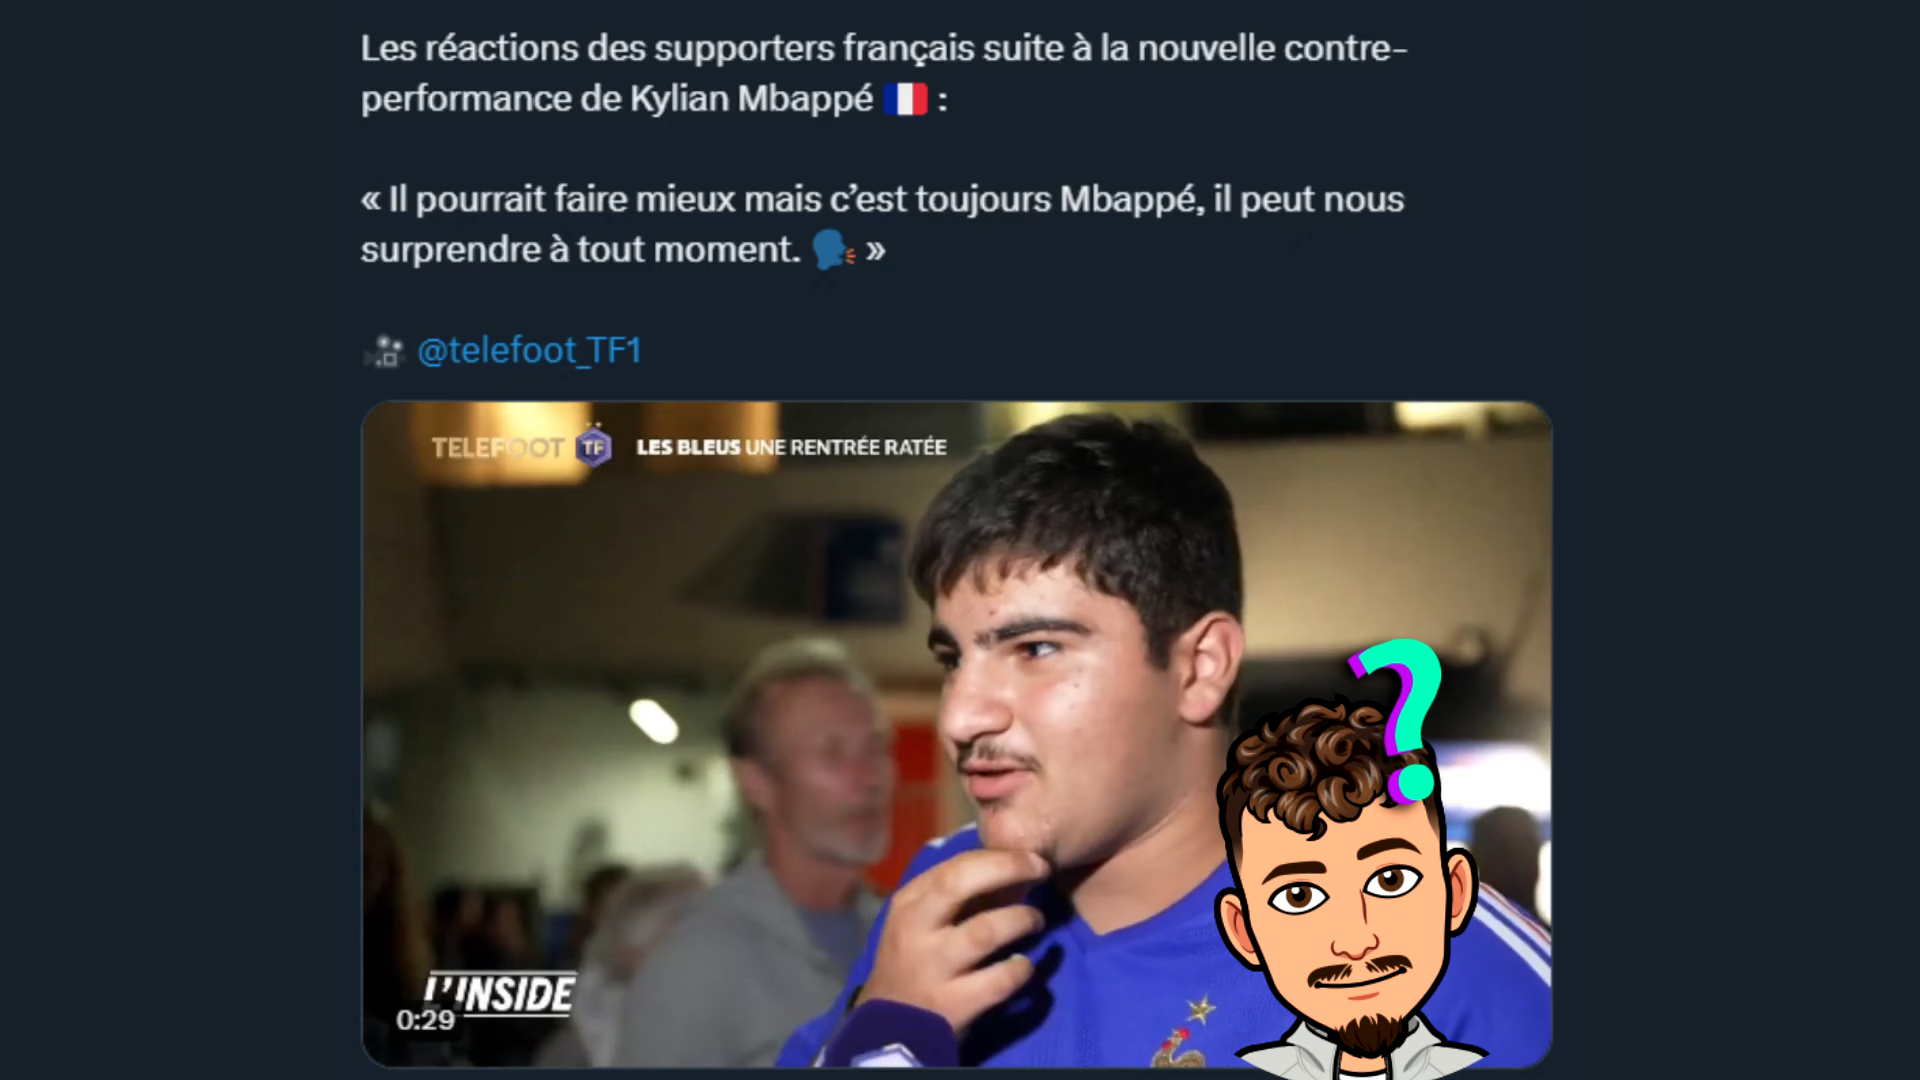 Les réactions des supporters français suite à la nouvelle contre-
performance de Kylian Mbappé 🇫🇷 :
« Il pourrait faire mieux mais c’est toujours Mbappé, il peut nous
surprendre à tout moment. 🗣️ »
🎥 @telefoot_TF1
TELEFOOT TF LES BLEUS UNE RENTRÉE RATÉE
?
L'INSIDE
0:29